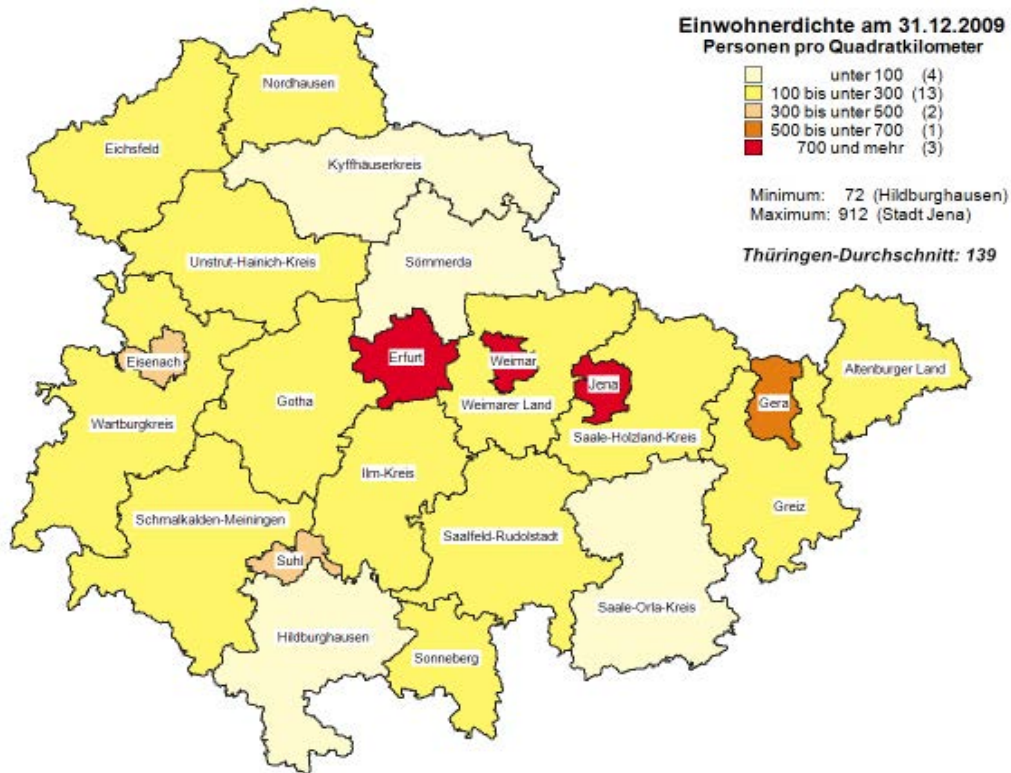 Einwohnerdichte am 31.12.2009
Personen pro Quadratkilometer
unter 100 (4)
100 bis unter 300 (13)
300 bis unter 500 (2)
500 bis unter 700 (1)
700 und mehr (3)
Minimum: 72 (Hildburghausen)
Maximum: 912 (Stadt Jena)
Thüringen-Durchschnitt: 139
Nordhausen
Eichsfeld
Kyffhäuserkreis
Unstrut-Hainich-Kreis
Sömmerda
Eisenach
Erfurt
Weimar
Jena
Altenburger Land
Gotha
Weimarer Land
Gera
Wartburgkreis
Saale-Holzland-Kreis
Ilm-Kreis
Greiz
Schmalkalden-Meiningen
Saalfeld-Rudolstadt
Suhl
Saale-Orla-Kreis
Hildburghausen
Sonneberg